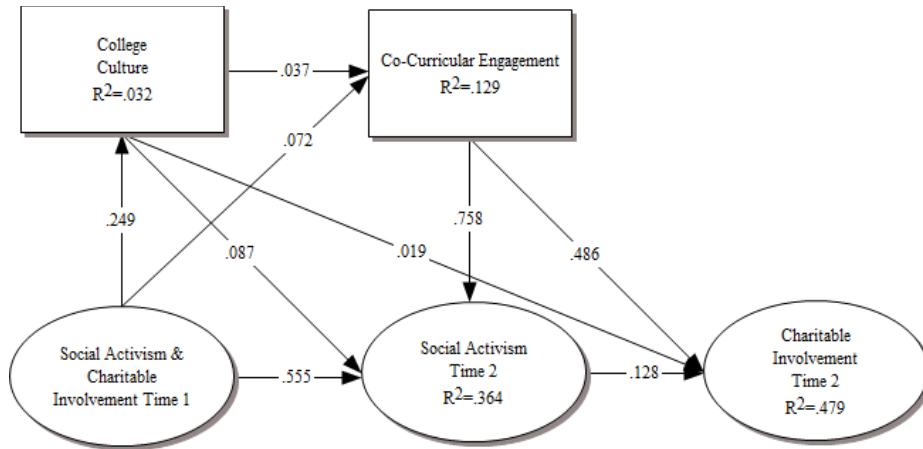 College
Culture
R²=.032
.037
Co-Curricular Engagement
R²=.129
.072
.249
.087
.019
.758
.486
Social Activism &
Charitable
Involvement Time 1
.555
Social Activism
Time 2
R²=.364
.128
Charitable
Involvement
Time 2
R²=.479